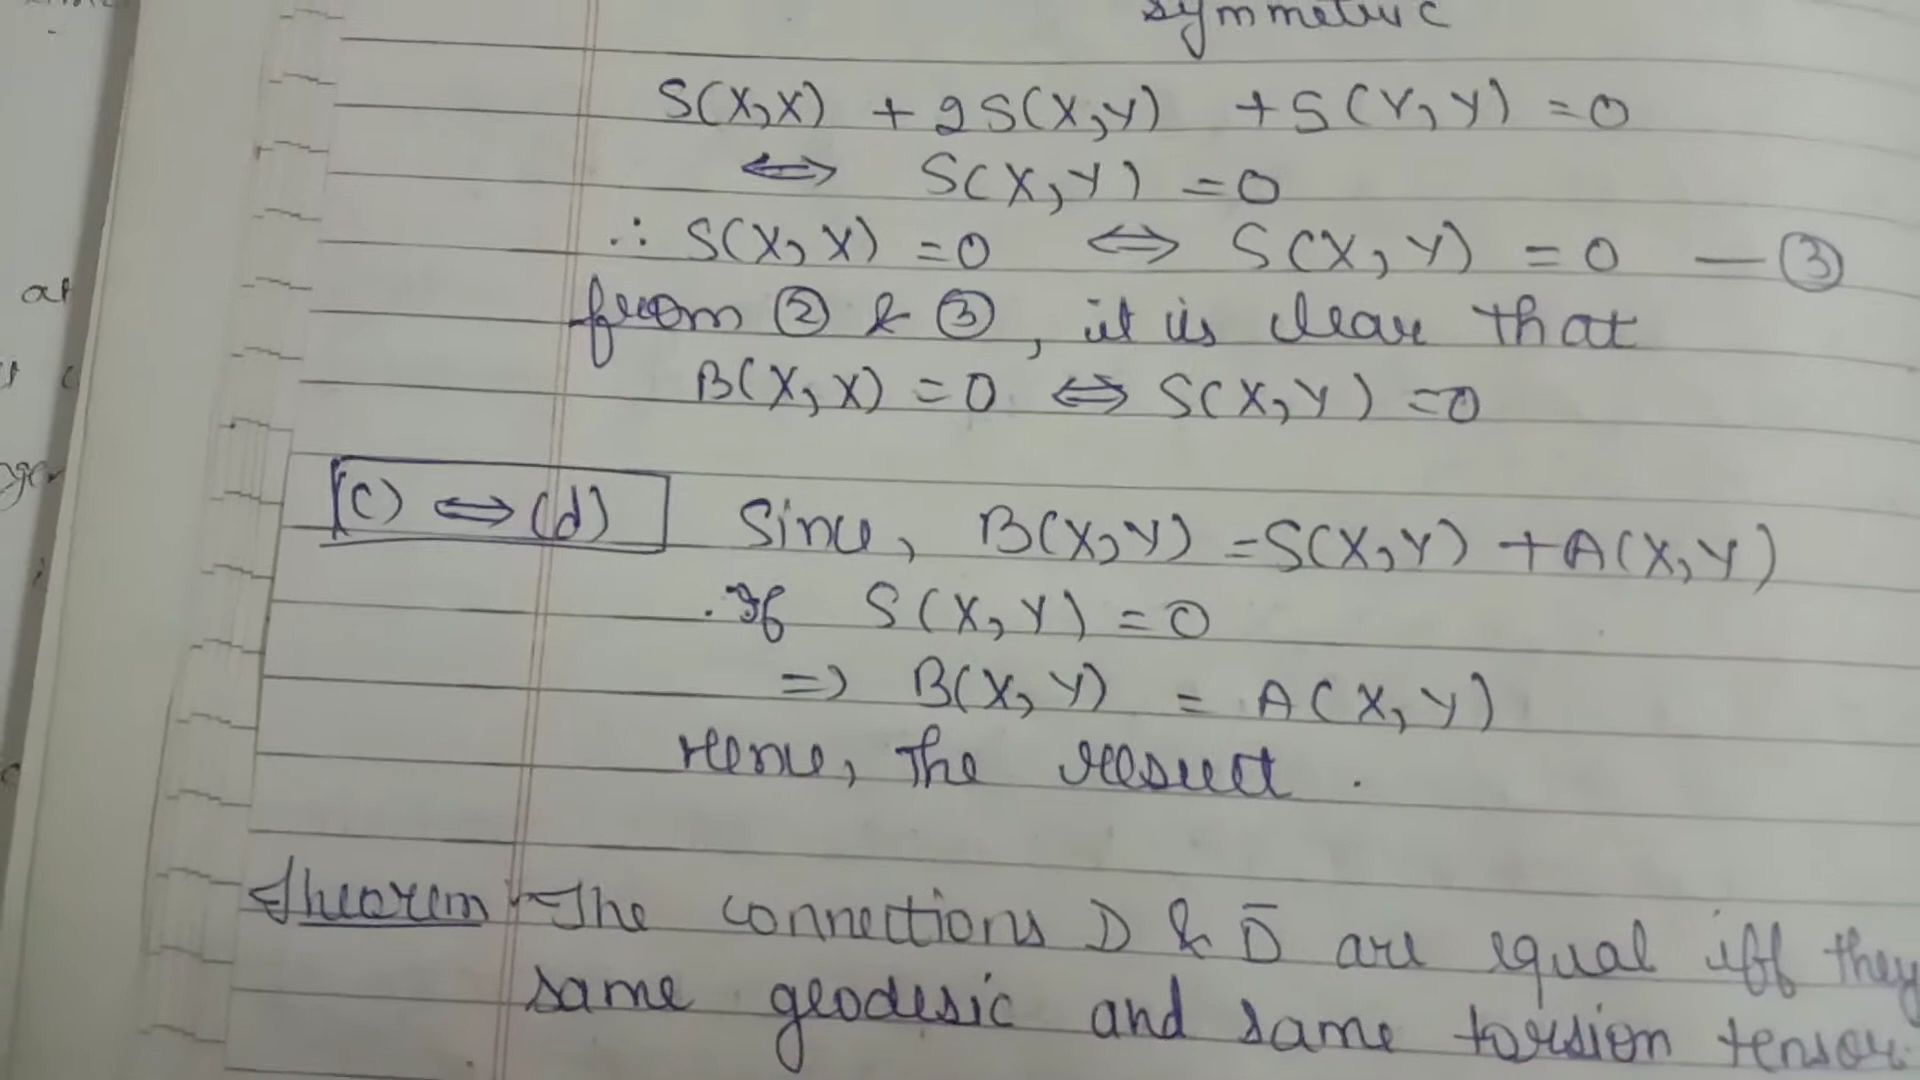 symmetric
S(X,X) + 2S(X,Y) + S(Y,Y) = 0
⟺ S(X,Y) = 0
∴ S(X,X) = 0 ⟺ S(X,Y) = 0 — ③
from ② & ③, it is clear that
B(X,X) = 0 ⟺ S(X,Y) = 0
(c) ⟺ (d) Since, B(X,Y) = S(X,Y) + A(X,Y)
If S(X,Y) = 0
=> B(X,Y) = A(X,Y)
Hence, the result.
Theorem The connections D & D̄ are equal iff they
same geodesic and same torsion tensor.